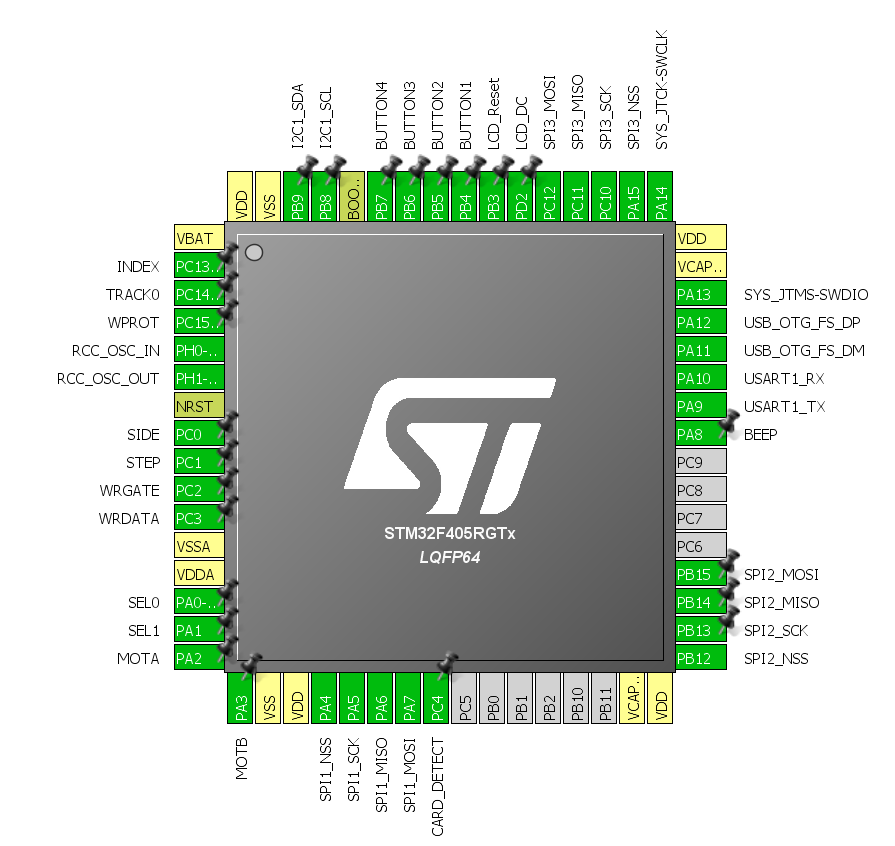 I2C1_SDA
I2C1_SCL
BUTTON4
BUTTON3
BUTTON2
BUTTON1
LCD_Reset
LCD_DC
SPI3_MOSI
SPI3_MISO
SPI3_SCK
SPI3_NSS
SYS_JTCK-SWCLK
VDD
VSS
PB9
PB8
BOO..
PB7
PB6
PB5
PB4
PB3
PD2
PC12
PC11
PC10
PA15
PA14
VBAT
INDEX PC13..
TRACK0 PC14..
WPROT PC15..
RCC_OSC_IN PH0-..
RCC_OSC_OUT PH1-..
NRST
SIDE PC0
STEP PC1
WRGATE PC2
WRDATA PC3
VSSA
VDDA
SEL0 PA0-..
SEL1 PA1
MOTA PA2
STM32F405RGTx
LQFP64
VDD
VCAP..
PA13 SYS_JTMS-SWDIO
PA12 USB_OTG_FS_DP
PA11 USB_OTG_FS_DM
PA10 USART1_RX
PA9 USART1_TX
PA8 BEEP
PC9
PC8
PC7
PC6
PB15 SPI2_MOSI
PB14 SPI2_MISO
PB13 SPI2_SCK
PB12 SPI2_NSS
PA3
VSS
VDD
PA4
PA5
PA6
PA7
PC4
PC5
PB0
PB1
PB2
PB10
PB11
VCAP..
VDD
MOTB
SPI1_NSS
SPI1_SCK
SPI1_MISO
SPI1_MOSI
CARD_DETECT